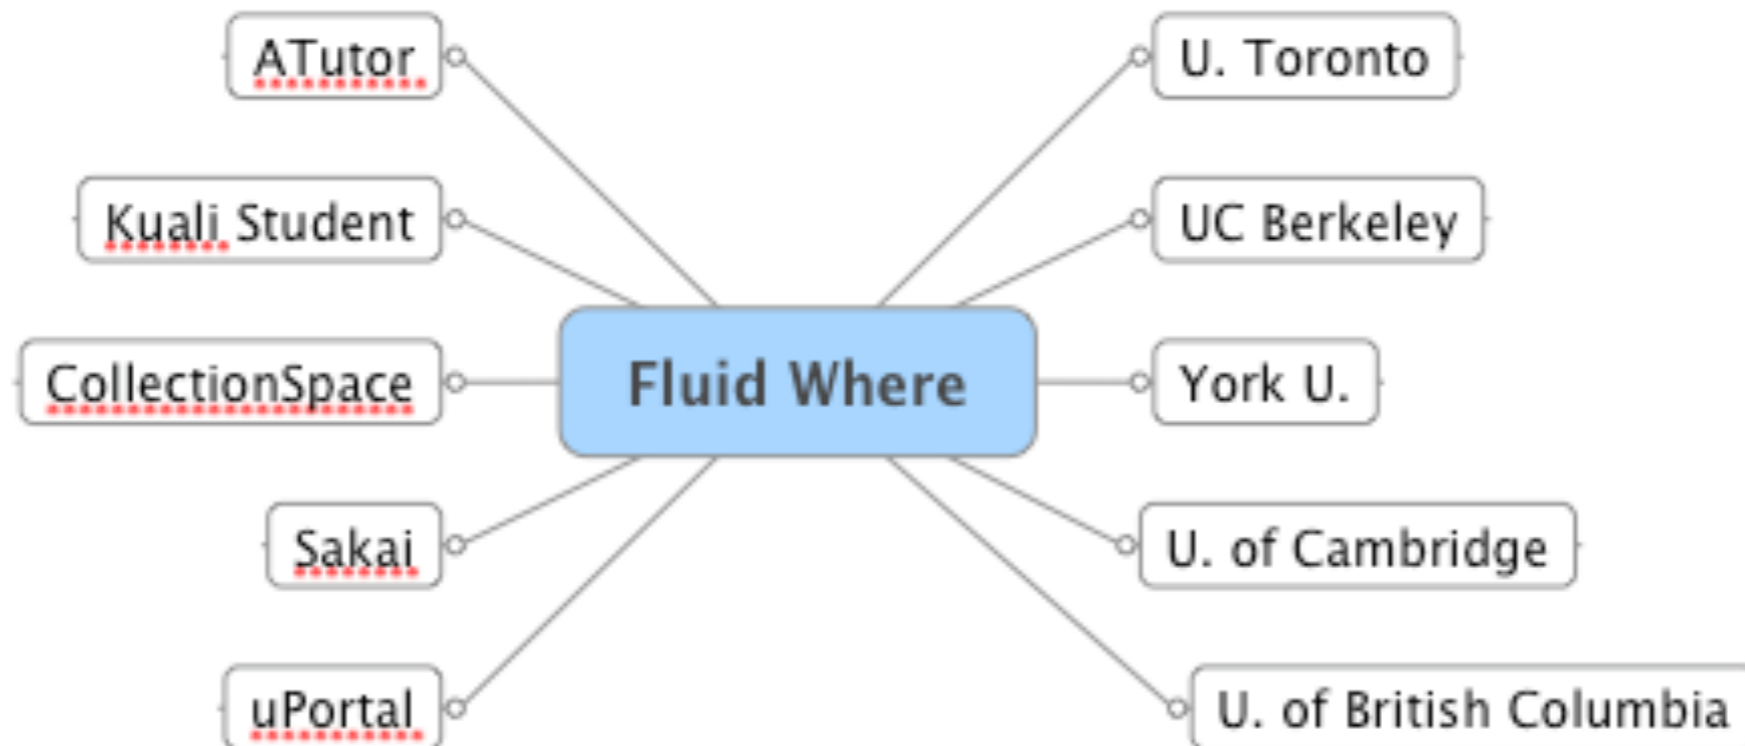 ATutor
Kuali Student
CollectionSpace
Sakai
uPortal
Fluid Where
U. Toronto
UC Berkeley
York U.
U. of Cambridge
U. of British Columbia